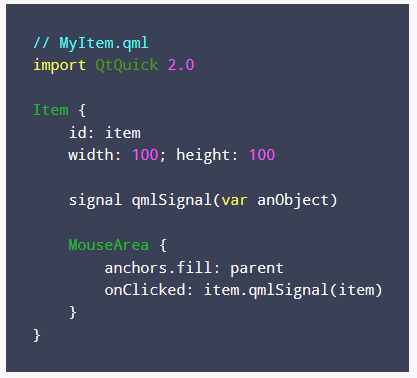 // MyItem.qml
import QtQuick 2.0
Item {
id: item
width: 100; height: 100
signal qmlSignal(var anObject)
MouseArea {
anchors.fill: parent
onClicked: item.qmlSignal(item)
}
}